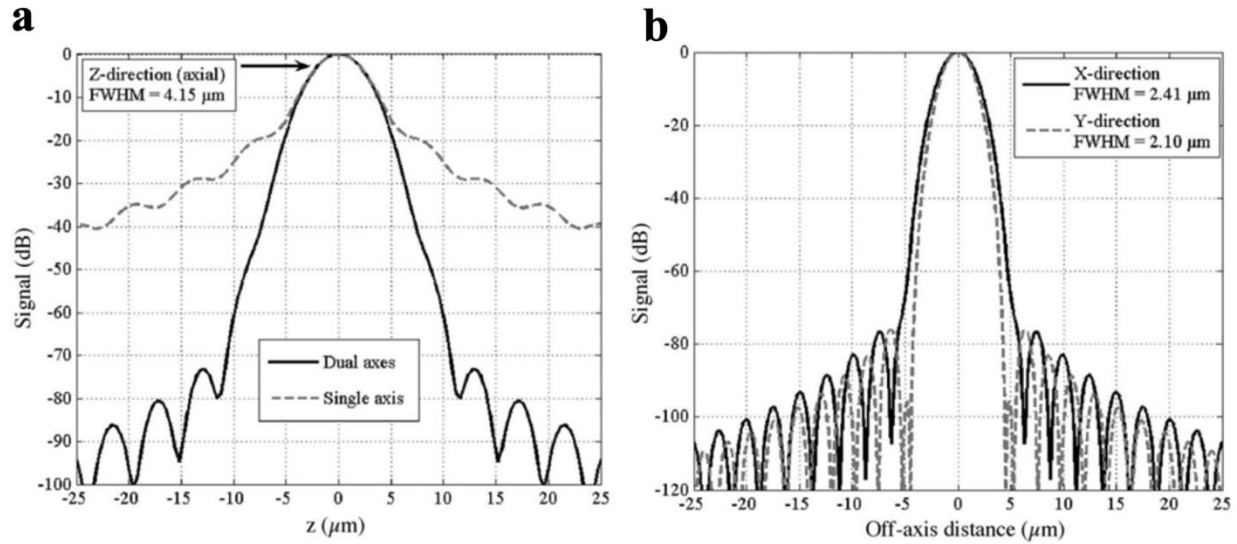 a
0
-10
-20
-30
-40
-50
-60
-70
-80
-90
-100
Signal (dB)
Z-direction (axial)
FWHM = 4.15 μm
Dual axes
Single axis
-25 -20 -15 -10 -5 0 5 10 15 20 25
z (μm)
b
0
-20
-40
-60
-80
-100
-120
Signal (dB)
X-direction
FWHM = 2.41 μm
Y-direction
FWHM = 2.10 μm
-25 -20 -15 -10 -5 0 5 10 15 20 25
Off-axis distance (μm)